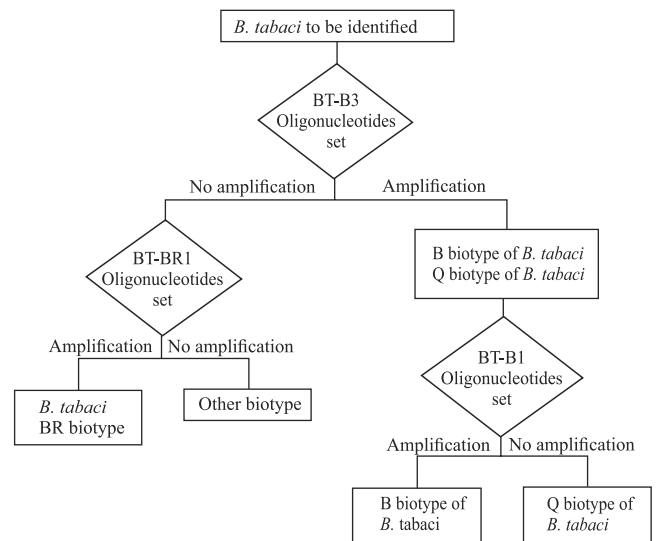 B. tabaci to be identified
BT-B3
Oligonucleotides
set
No amplification
Amplification
BT-BR1
Oligonucleotides
set
B biotype of B. tabaci
Q biotype of B. tabaci
Amplification
No amplification
B. tabaci
BR biotype
Other biotype
BT-B1
Oligonucleotides
set
Amplification
No amplification
B biotype of
B. tabaci
Q biotype of
B. tabaci